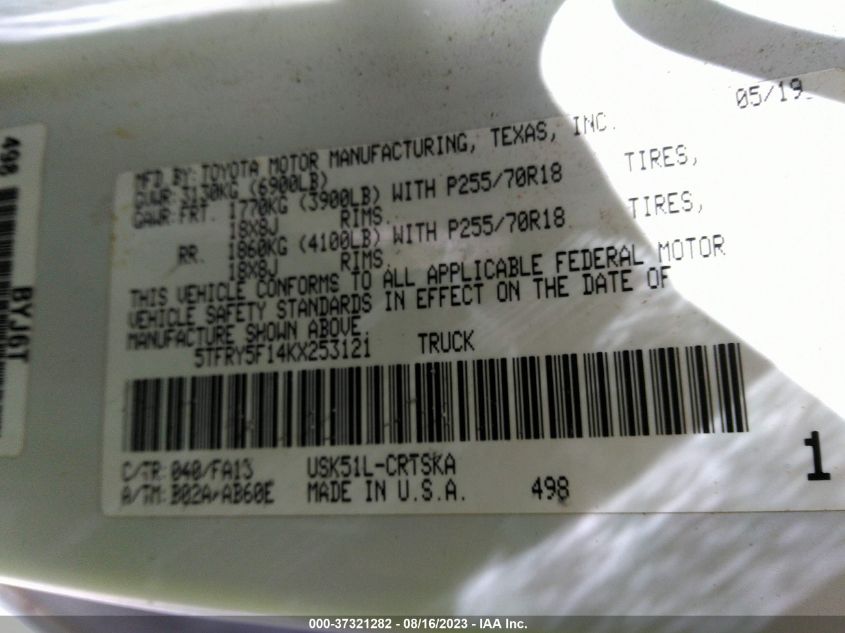 05/19
MFD BY: TOYOTA MOTOR MANUFACTURING, TEXAS, INC.
GVWR: 3130KG (6900LB)
GAWR: FRT. 1770KG (3900LB) WITH P255/70R18 TIRES,
18X8J RIMS.
RR. 1860KG (4100LB) WITH P255/70R18 TIRES,
18X8J RIMS.
THIS VEHICLE CONFORMS TO ALL APPLICABLE FEDERAL MOTOR
VEHICLE SAFETY STANDARDS IN EFFECT ON THE DATE OF
MANUFACTURE SHOWN ABOVE.
5TFRY5F14KX253121 TRUCK
C/TR: 040/FA13 USK51L-CRTSKA
A/TM: B02A/AB60E MADE IN U.S.A. 498
1
498
BYJ6T
000-37321282 - 08/16/2023 - IAA Inc.